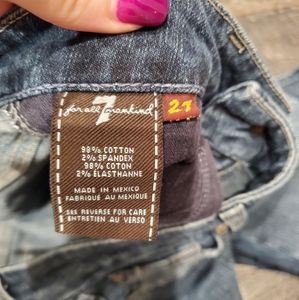 for all 7 mankind
27
98% COTTON
2% SPANDEX
98% COTON
2% ELASTHANNE
MADE IN MEXICO
FABRIQUÉ AU MEXIQUE
SEE REVERSE FOR CARE
ENTRETIEN AU VERSO